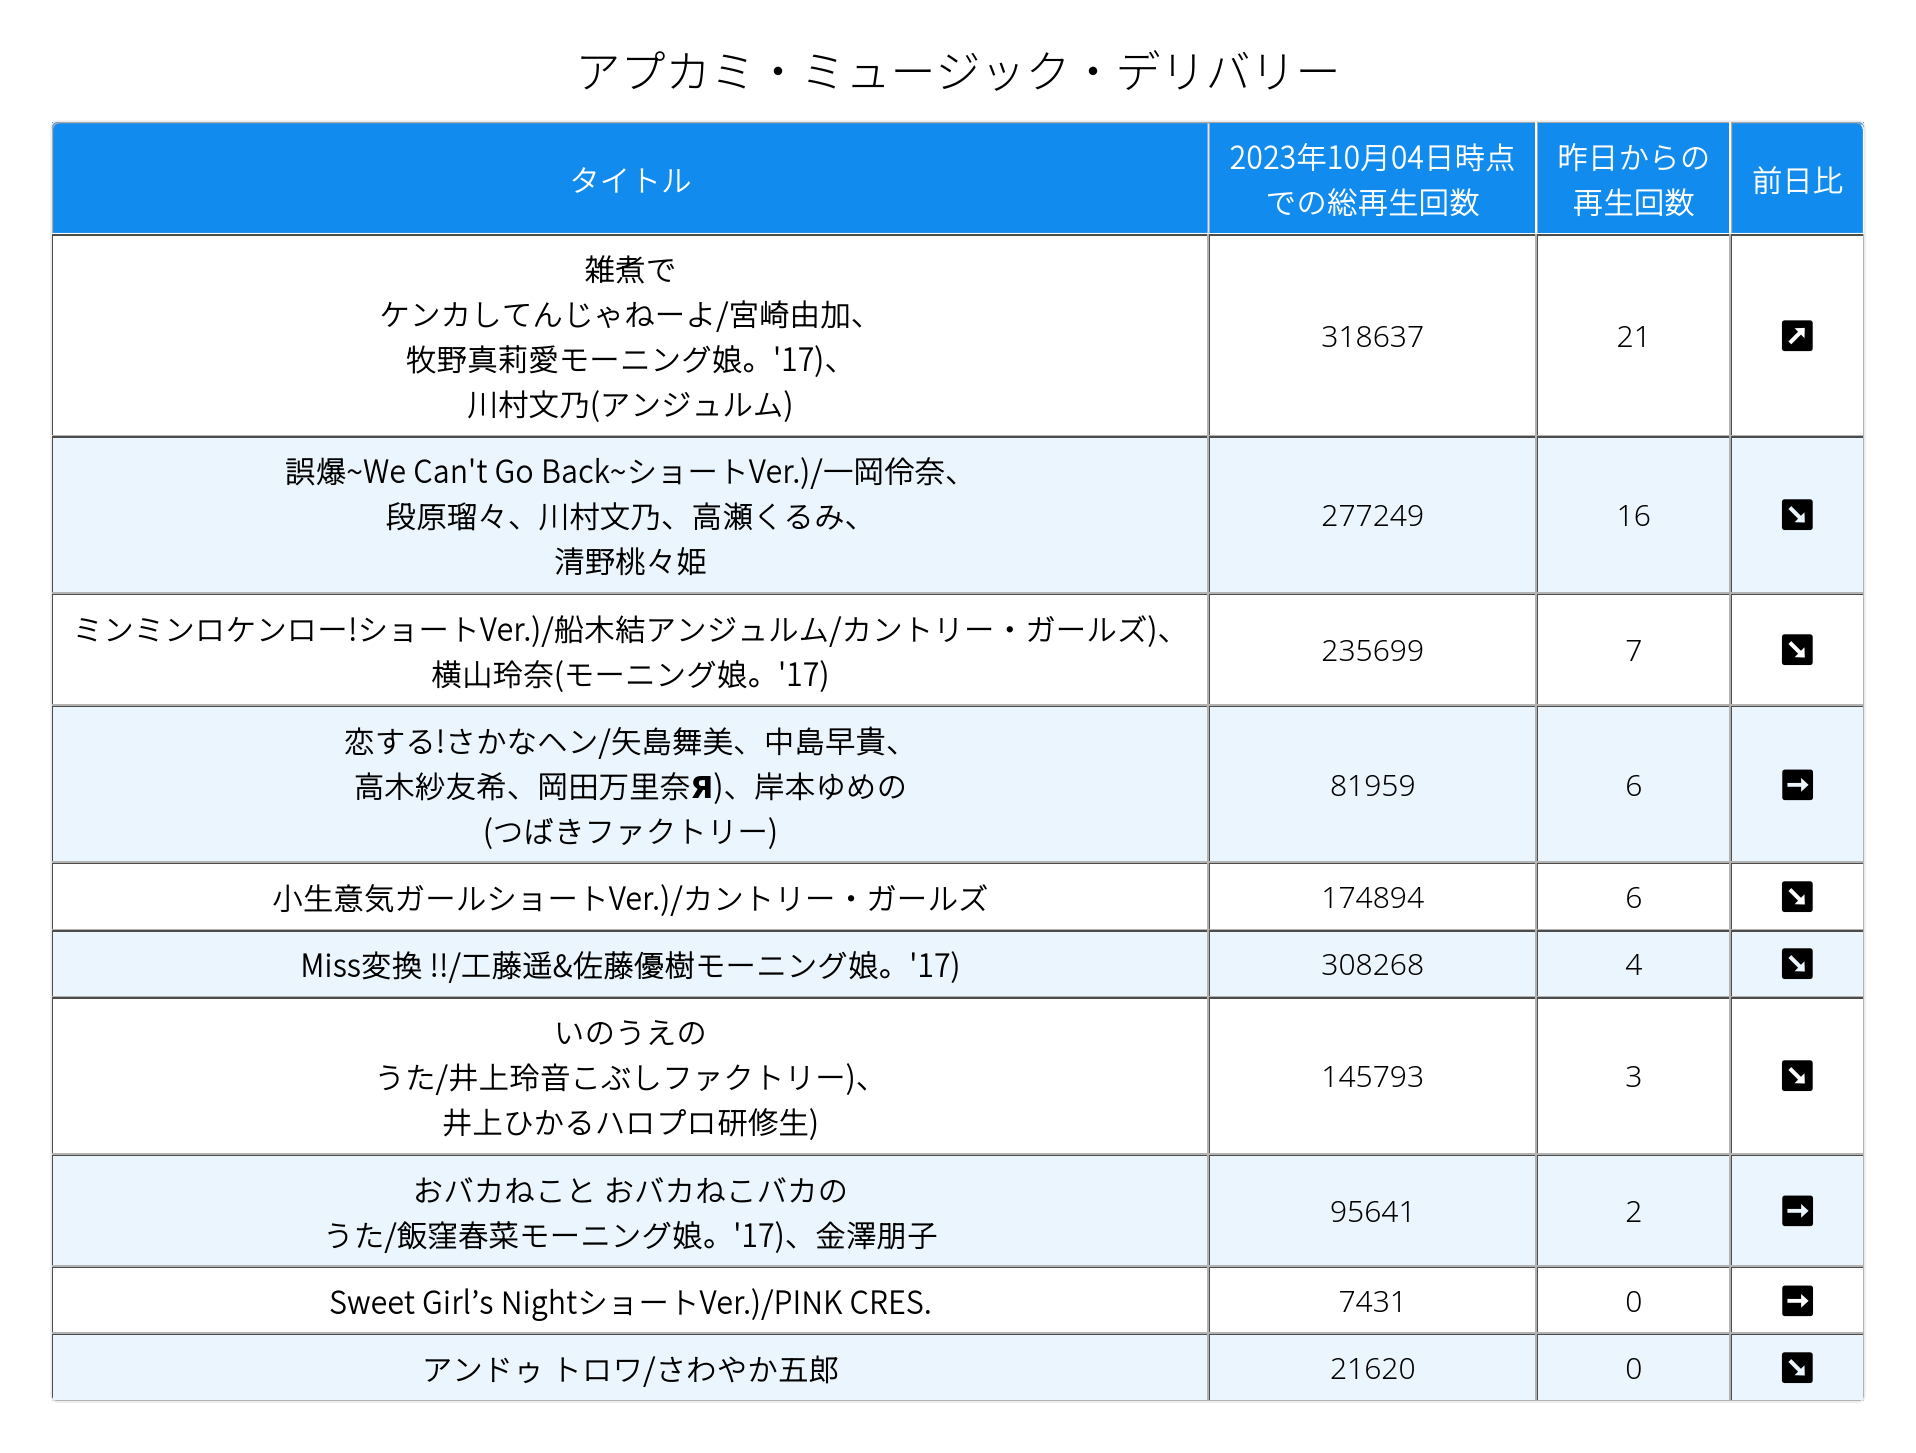 アプカミ・ミュージック・デリバリー
タイトル
2023年10月04日時点
での総再生回数
昨日からの
再生回数
前日比
雑煮で
ケンカしてんじゃねーよ/宮崎由加、
牧野真莉愛モーニング娘。'17)、
川村文乃(アンジュルム)
318637
21
誤爆~We Can't Go Back~ショートVer.)/一岡伶奈、
段原瑠々、川村文乃、高瀬くるみ、
清野桃々姫
277249
16
ミンミンロケンロー!ショートVer.)/船木結アンジュルム/カントリー・ガールズ)、
横山玲奈(モーニング娘。'17)
235699
7
恋する!さかなヘン/矢島舞美、中島早貴、
高木紗友希、岡田万里奈Я)、岸本ゆめの
(つばきファクトリー)
81959
6
小生意気ガールショートVer.)/カントリー・ガールズ
174894
6
Miss変換 !!/工藤遥&佐藤優樹モーニング娘。'17)
308268
4
いのうえの
うた/井上玲音こぶしファクトリー)、
井上ひかるハロプロ研修生)
145793
3
おバカねこと おバカねこバカの
うた/飯窪春菜モーニング娘。'17)、金澤朋子
95641
2
Sweet Girl’s NightショートVer.)/PINK CRES.
7431
0
アンドゥ トロワ/さわやか五郎
21620
0